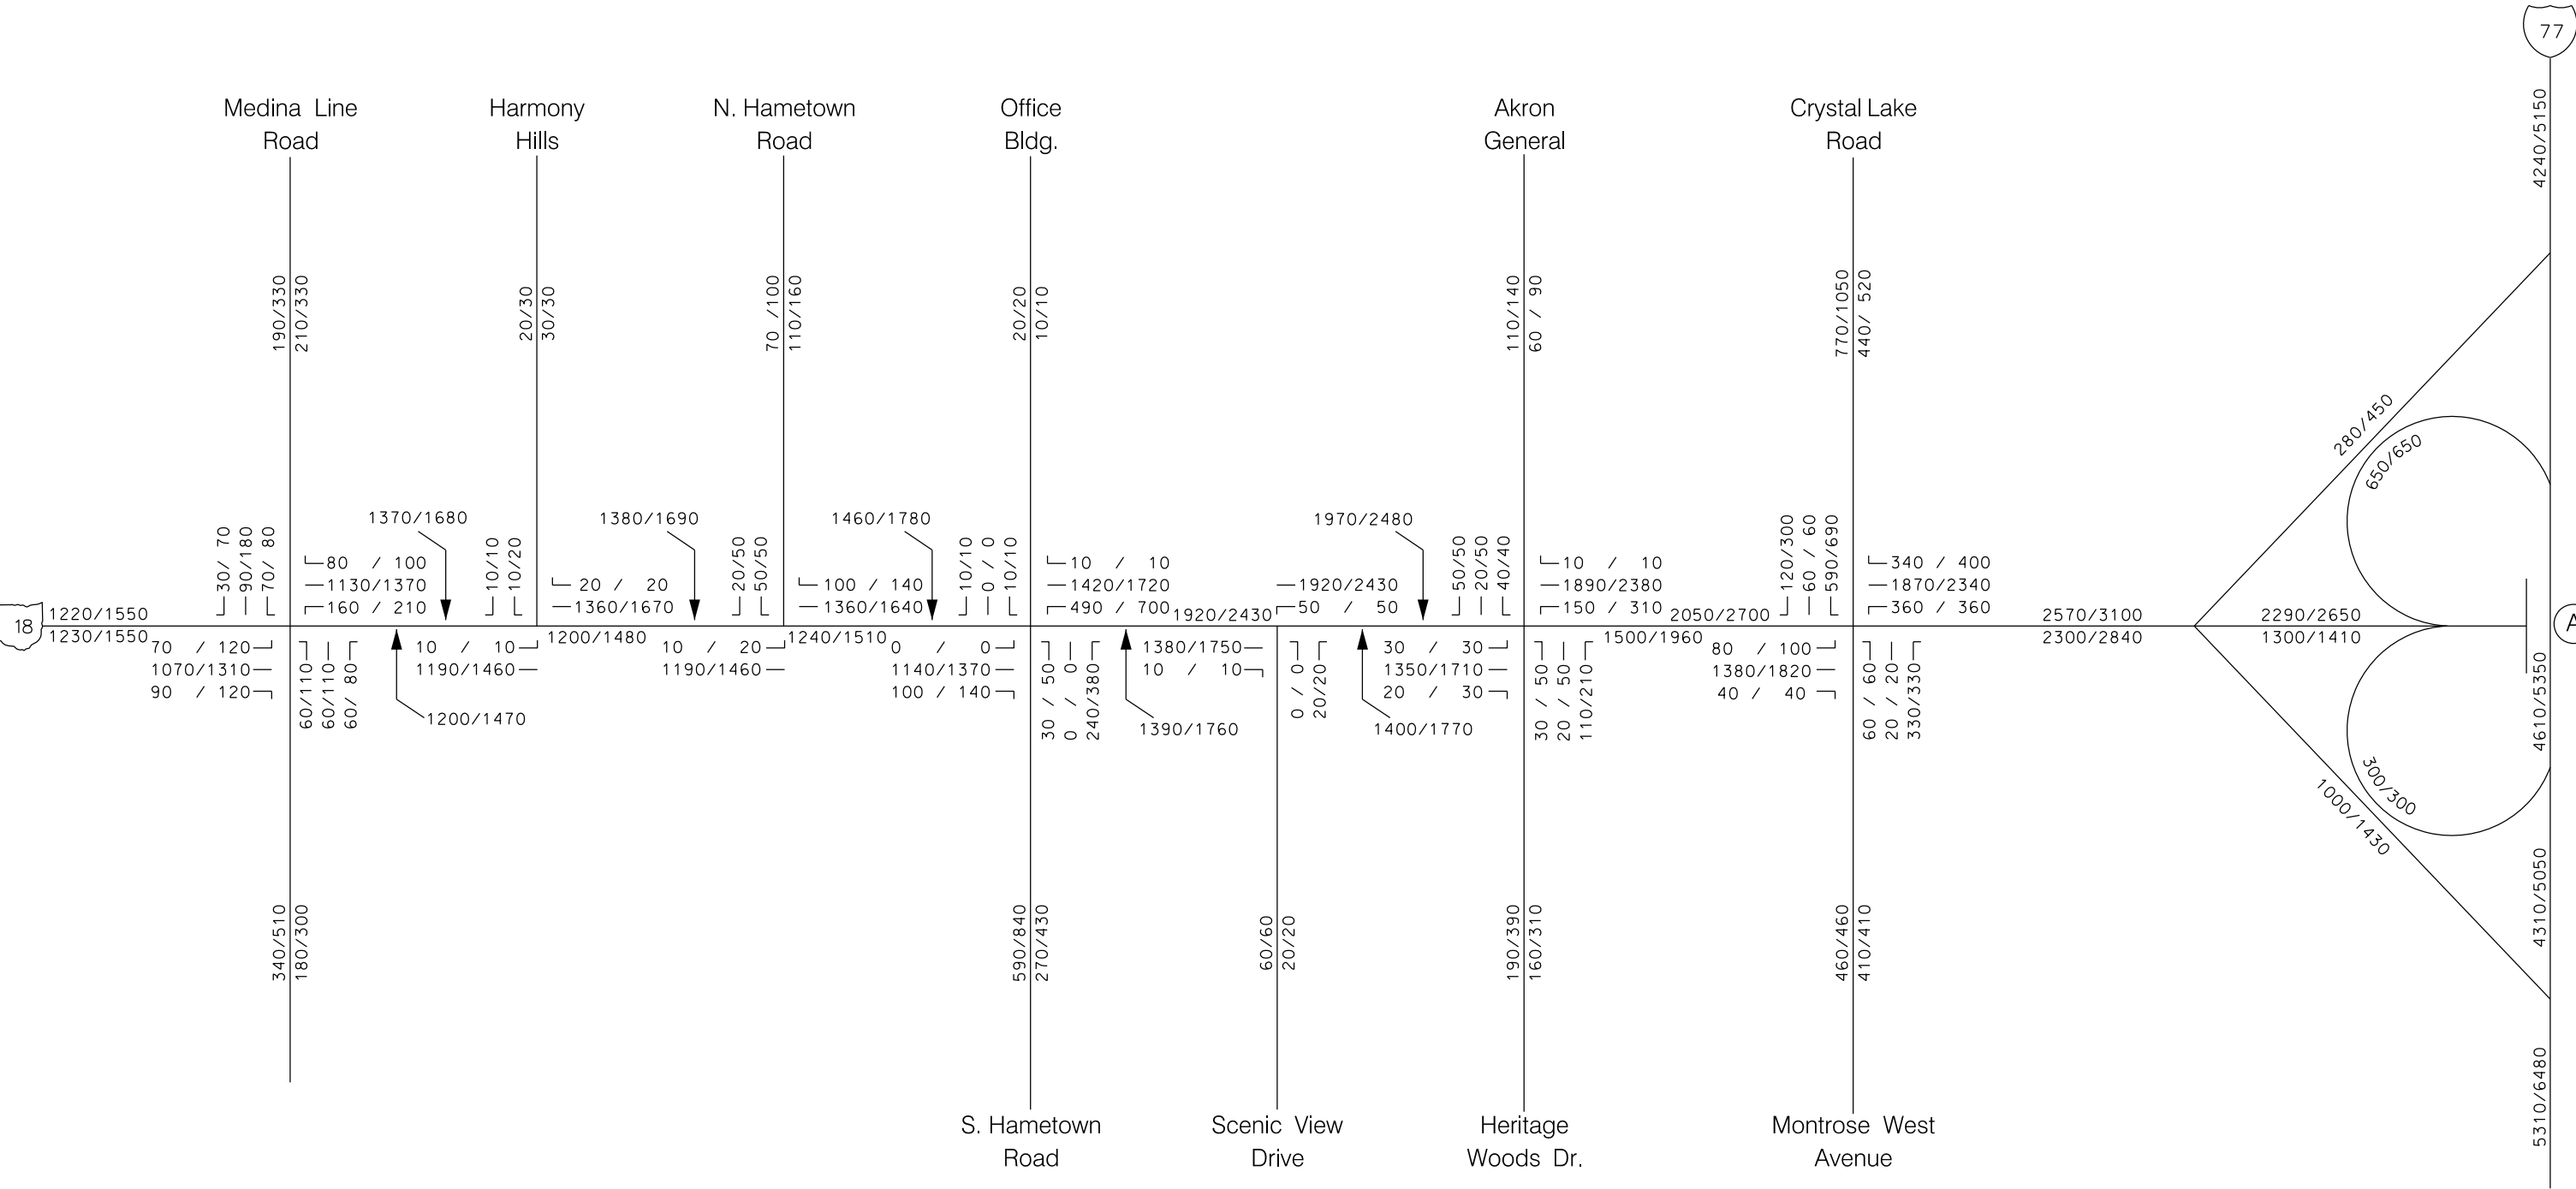 77
4240/5150
Medina Line
Road
Harmony
Hills
N. Hametown
Road
Office
Bldg.
Akron
General
Crystal Lake
Road
190/330
210/330
20/30
30/30
70 /100
110/160
20/20
10/10
110/140
60 / 90
770/1050
440/ 520
280/450
650/650
1370/1680
1380/1690
1460/1780
1970/2480
30/ 70
90/180
70/ 80
80 / 100
1130/1370
160 / 210
10/10
10/20
20 / 20
1360/1670
20/50
50/50
100 / 140
1360/1640
10/10
0 / 0
10/10
10 / 10
1420/1720
490 / 700
1920/2430
1920/2430
50 / 50
50/50
20/50
40/40
10 / 10
1890/2380
150 / 310
2050/2700
120/300
60 / 60
590/690
340 / 400
1870/2340
360 / 360
2570/3100
2300/2840
2290/2650
1300/1410
18
1220/1550
1230/1550
70 / 120
1070/1310
90 / 120
60/110
60/110
60/ 80
1200/1470
10 / 10
1190/1460
1200/1480
10 / 20
1190/1460
1240/1510
0 / 0
1140/1370
100 / 140
30 / 50
0 / 0
240/380
1390/1760
1380/1750
10 / 10
0 / 0
20/20
1400/1770
30 / 30
1350/1710
20 / 30
30 / 50
20 / 50
110/210
1500/1960
80 / 100
1380/1820
40 / 40
60 / 60
20 / 20
330/330
A
4610/5350
300/300
1000/1430
4310/5050
340/510
180/300
590/840
270/430
60/60
20/20
190/390
160/310
460/460
410/410
5310/6480
S. Hametown
Road
Scenic View
Drive
Heritage
Woods Dr.
Montrose West
Avenue